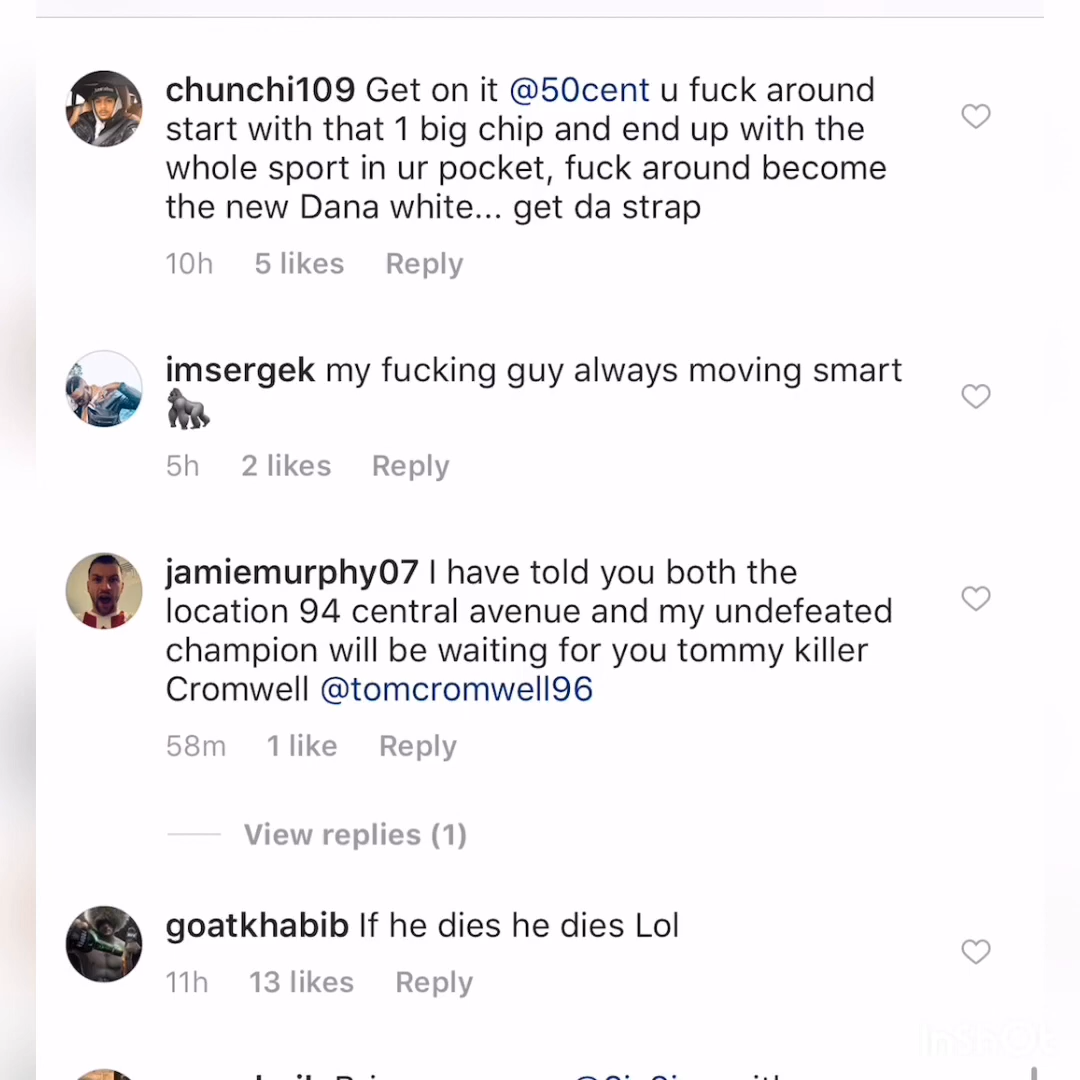 chunchi109 Get on it @50cent u fuck around
start with that 1 big chip and end up with the
whole sport in ur pocket, fuck around become
the new Dana white... get da strap
10h 5 likes Reply
imsergek my fucking guy always moving smart
🦍
5h 2 likes Reply
jamiemurphy07 I have told you both the
location 94 central avenue and my undefeated
champion will be waiting for you tommy killer
Cromwell @tomcromwell96
58m 1 like Reply
View replies (1)
goatkhabib If he dies he dies Lol
11h 13 likes Reply
InShOt